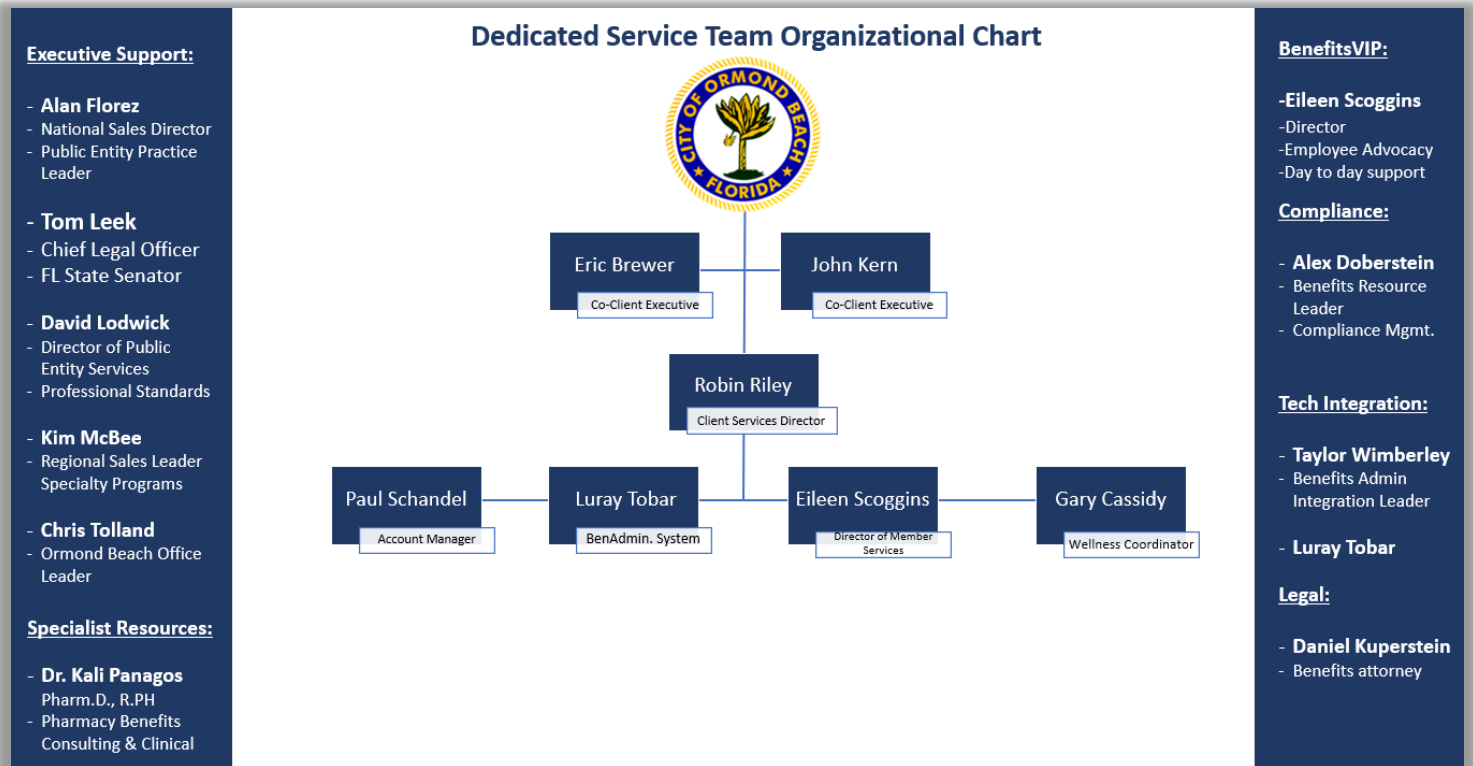 Dedicated Service Team Organizational Chart
Executive Support:
- Alan Florez
- National Sales Director
- Public Entity Practice
Leader
- Tom Leek
- Chief Legal Officer
- FL State Senator
- David Lodwick
- Director of Public
Entity Services
- Professional Standards
- Kim McBee
- Regional Sales Leader
Specialty Programs
- Chris Tolland
- Ormond Beach Office
Leader
Specialist Resources:
- Dr. Kali Panagos
Pharm.D., R.PH
- Pharmacy Benefits
Consulting & Clinical
CITY OF ORMOND BEACH
★ FLORIDA ★
Eric Brewer
Co-Client Executive
John Kern
Co-Client Executive
Robin Riley
Client Services Director
Paul Schandel
Account Manager
Luray Tobar
BenAdmin. System
Eileen Scoggins
Director of Member
Services
Gary Cassidy
Wellness Coordinator
BenefitsVIP:
-Eileen Scoggins
-Director
-Employee Advocacy
-Day to day support
Compliance:
- Alex Doberstein
- Benefits Resource
Leader
- Compliance Mgmt.
Tech Integration:
- Taylor Wimberley
- Benefits Admin
Integration Leader
- Luray Tobar
Legal:
- Daniel Kuperstein
- Benefits attorney